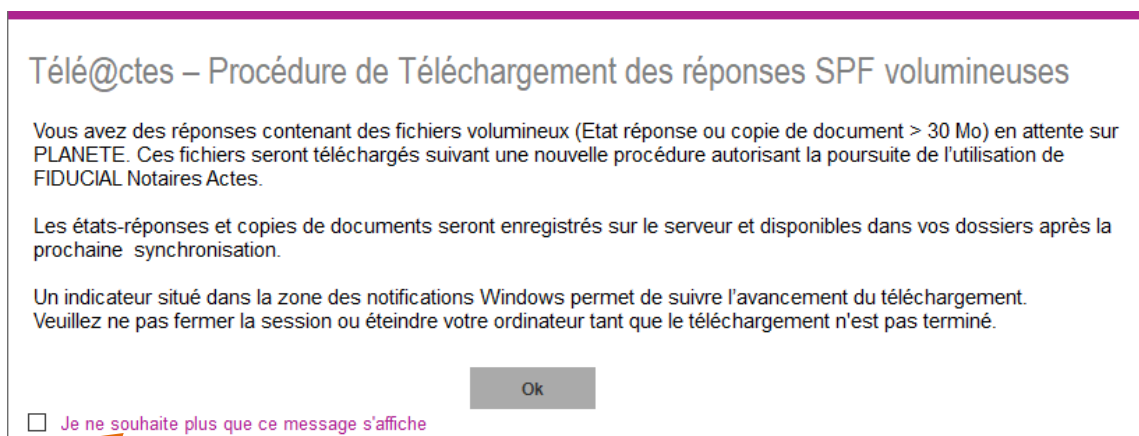 Télé@ctes – Procédure de Téléchargement des réponses SPF volumineuses
Vous avez des réponses contenant des fichiers volumineux (Etat réponse ou copie de document > 30 Mo) en attente sur
PLANETE. Ces fichiers seront téléchargés suivant une nouvelle procédure autorisant la poursuite de l'utilisation de
FIDUCIAL Notaires Actes.
Les états-réponses et copies de documents seront enregistrés sur le serveur et disponibles dans vos dossiers après la
prochaine synchronisation.
Un indicateur situé dans la zone des notifications Windows permet de suivre l'avancement du téléchargement.
Veuillez ne pas fermer la session ou éteindre votre ordinateur tant que le téléchargement n'est pas terminé.
Ok
Je ne souhaite plus que ce message s'affiche